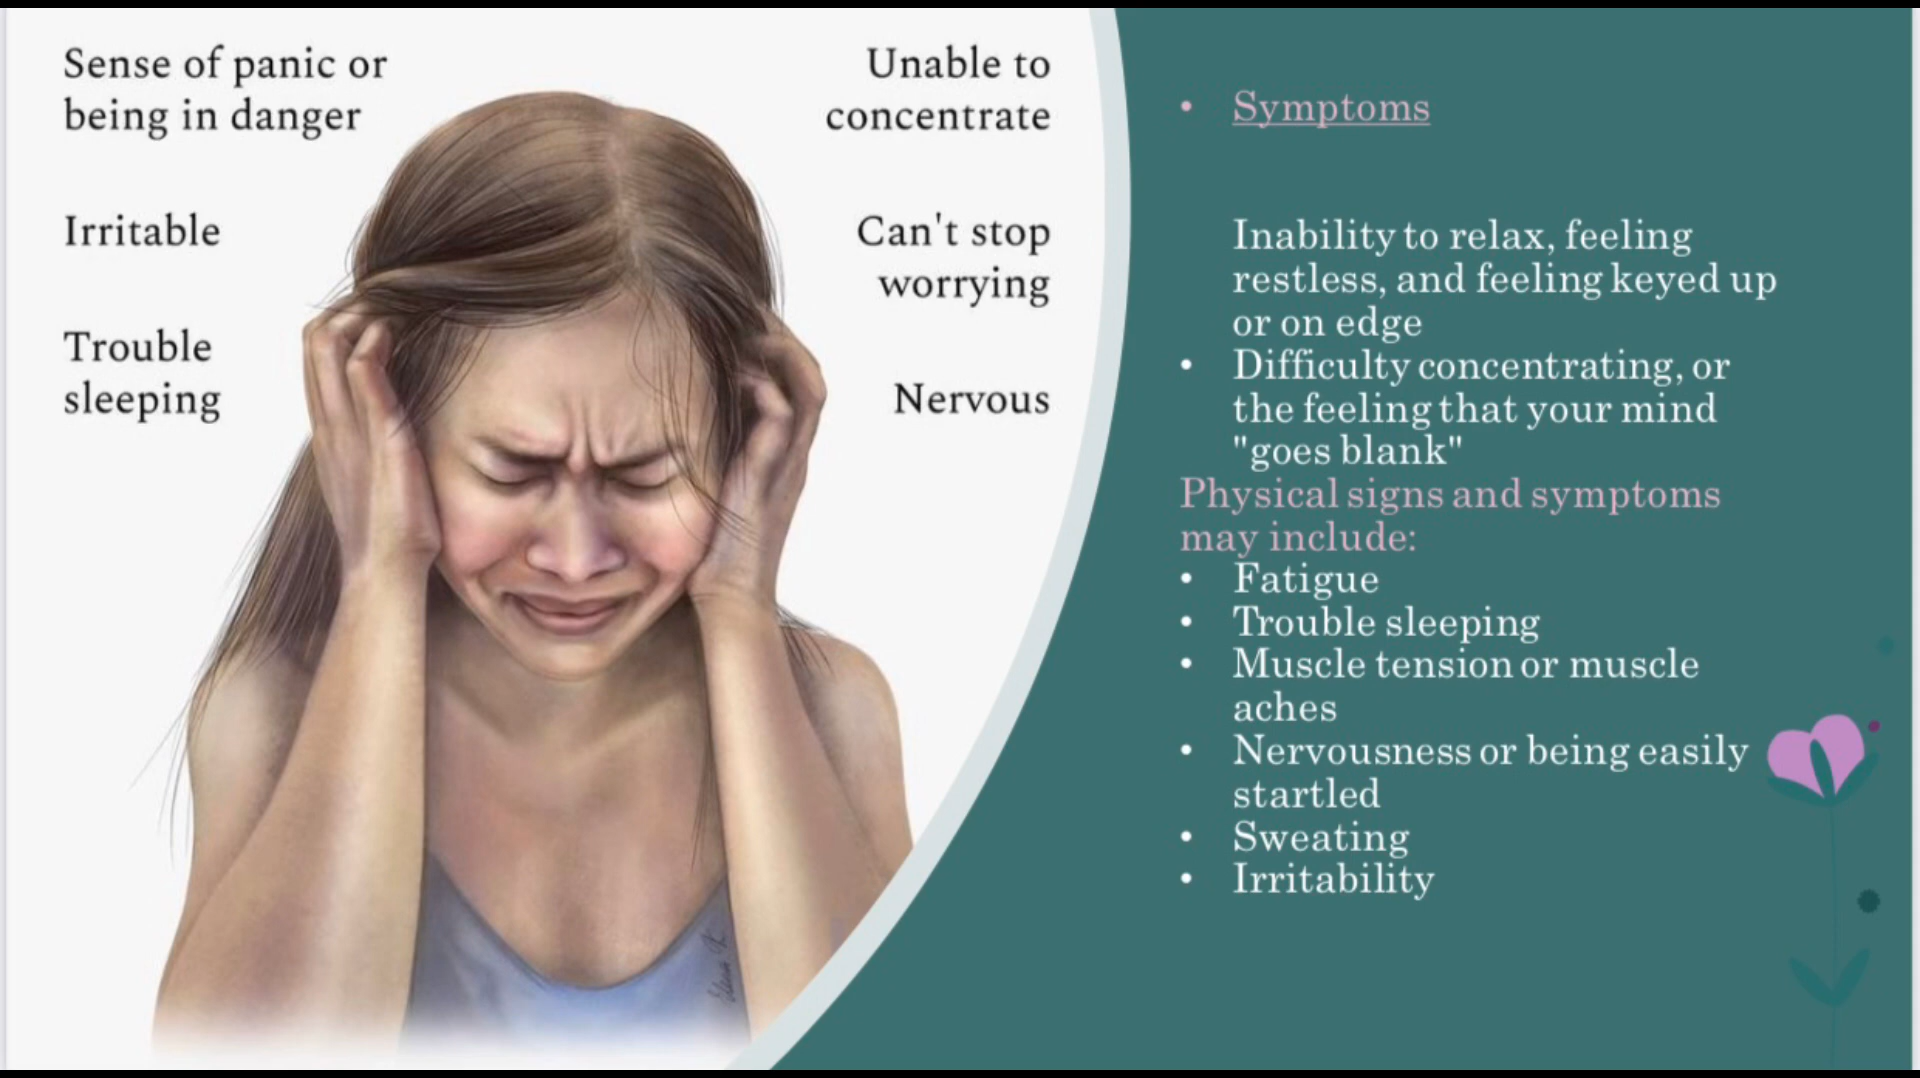 Sense of panic or
being in danger
Irritable
Trouble
sleeping
Unable to
concentrate
Can't stop
worrying
Nervous
• Symptoms
Inability to relax, feeling
restless, and feeling keyed up
or on edge
• Difficulty concentrating, or
the feeling that your mind
"goes blank"
Physical signs and symptoms
may include:
• Fatigue
• Trouble sleeping
• Muscle tension or muscle
aches
• Nervousness or being easily
startled
• Sweating
• Irritability